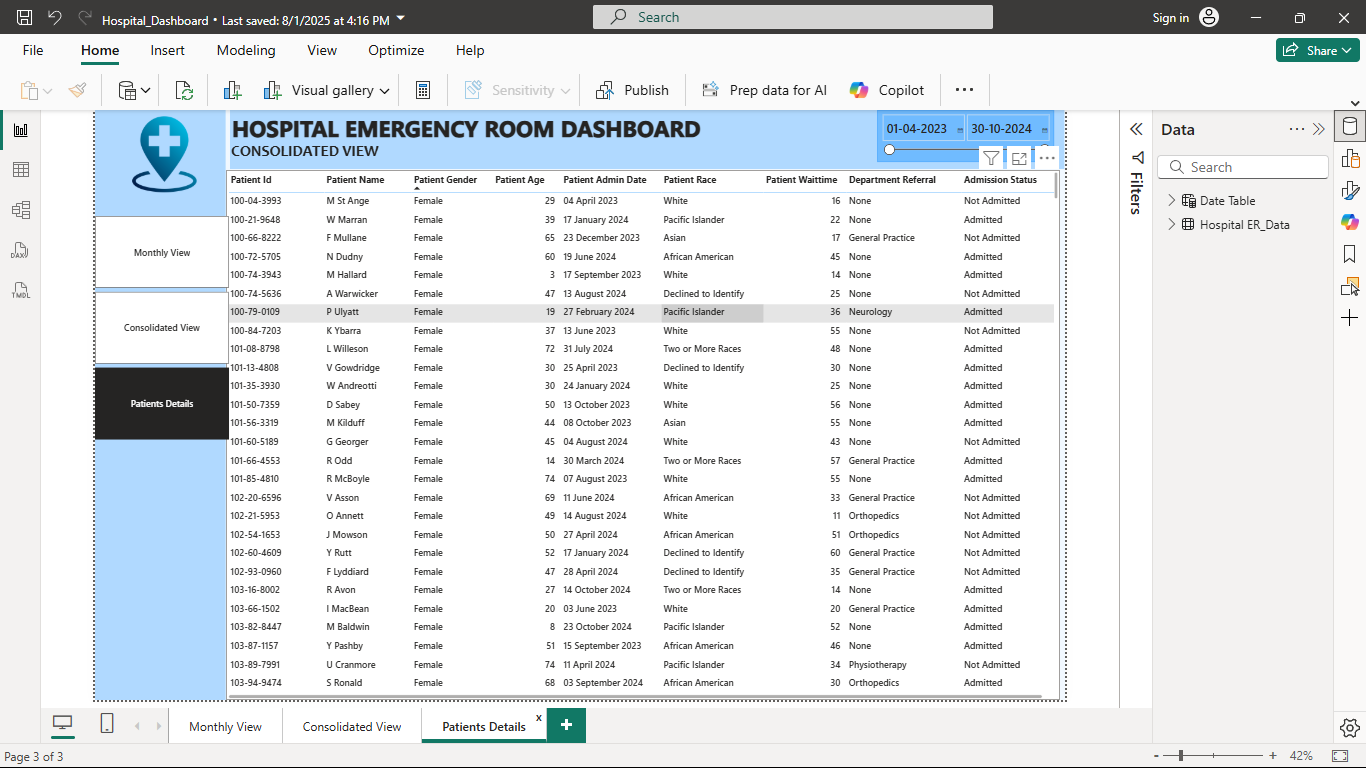 Hospital_Dashboard • Last saved: 8/1/2025 at 4:16 PM
Search
Sign in
File Home Insert Modeling View Optimize Help
Share
Visual gallery Sensitivity Publish Prep data for AI Copilot
HOSPITAL EMERGENCY ROOM DASHBOARD
CONSOLIDATED VIEW
01-04-2023 30-10-2024
Monthly View
Consolidated View
Patients Details
Patient Id Patient Name Patient Gender Patient Age Patient Admin Date Patient Race Patient Waittime Department Referral Admission Status
100-04-3993 M St Ange Female 29 04 April 2023 White 16 None Not Admitted
100-21-9648 W Marran Female 39 17 January 2024 Pacific Islander 22 None Admitted
100-66-8222 F Mullane Female 65 23 December 2023 Asian 17 General Practice Not Admitted
100-72-5705 N Dudny Female 60 19 June 2024 African American 45 None Admitted
100-74-3943 M Hallard Female 3 17 September 2023 White 14 None Admitted
100-74-5636 A Warwicker Female 47 13 August 2024 Declined to Identify 25 None Not Admitted
100-79-0109 P Ulyatt Female 19 27 February 2024 Pacific Islander 36 Neurology Admitted
100-84-7203 K Ybarra Female 37 13 June 2023 White 55 None Not Admitted
101-08-8798 L Willeson Female 72 31 July 2024 Two or More Races 48 None Admitted
101-13-4808 V Gowdridge Female 30 25 April 2023 Declined to Identify 30 None Admitted
101-35-3930 W Andreotti Female 30 24 January 2024 White 25 None Admitted
101-50-7359 D Sabey Female 50 13 October 2023 White 56 None Admitted
101-56-3319 M Kilduff Female 44 08 October 2023 Asian 55 None Admitted
101-60-5189 G Georger Female 45 04 August 2024 White 43 None Not Admitted
101-66-4553 R Odd Female 14 30 March 2024 Two or More Races 57 General Practice Admitted
101-85-4810 R McBoyle Female 74 07 August 2023 White 55 None Admitted
102-20-6596 V Asson Female 69 11 June 2024 African American 33 General Practice Not Admitted
102-21-5953 O Annett Female 49 14 August 2024 White 11 Orthopedics Not Admitted
102-54-1653 J Mowson Female 50 27 April 2024 African American 51 Orthopedics Not Admitted
102-60-4609 Y Rutt Female 52 17 January 2024 Declined to Identify 60 General Practice Not Admitted
102-93-0960 F Lyddiard Female 47 28 April 2024 Declined to Identify 35 General Practice Not Admitted
103-16-8002 R Avon Female 27 14 October 2024 Two or More Races 14 None Admitted
103-66-1502 I MacBean Female 20 03 June 2023 White 20 General Practice Admitted
103-82-8447 M Baldwin Female 8 23 October 2024 Pacific Islander 52 None Admitted
103-87-1157 Y Pashby Female 51 15 September 2023 African American 46 None Admitted
103-89-7991 U Cranmore Female 74 11 April 2024 Pacific Islander 34 Physiotherapy Not Admitted
103-94-9474 S Ronald Female 68 03 September 2024 African American 30 Orthopedics Admitted
Filters
Data
Search
Date Table
Hospital ER_Data
DAX
TMDL
Monthly View Consolidated View Patients Details x +
Page 3 of 3
- + 42%